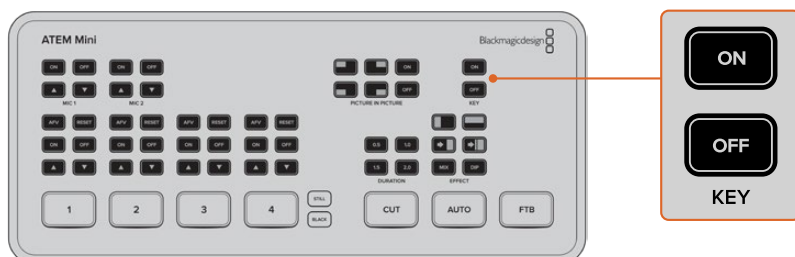 ATEM Mini
Blackmagicdesign
ON OFF ON OFF ON ON
▲ ▼ ▲ ▼ OFF OFF
MIC 1 MIC 2 PICTURE IN PICTURE KEY
AFV RESET AFV RESET AFV RESET AFV RESET
ON OFF ON OFF ON OFF ON OFF 0.5 1.0
▲ ▼ ▲ ▼ ▲ ▼ ▲ ▼ 1.5 2.0 MIX DIP
DURATION EFFECT
1 2 3 4 STILL CUT AUTO FTB
BLACK
ON
OFF
KEY